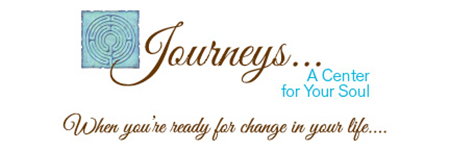 Journeys...
A Center
for Your Soul
When you're ready for change in your life....